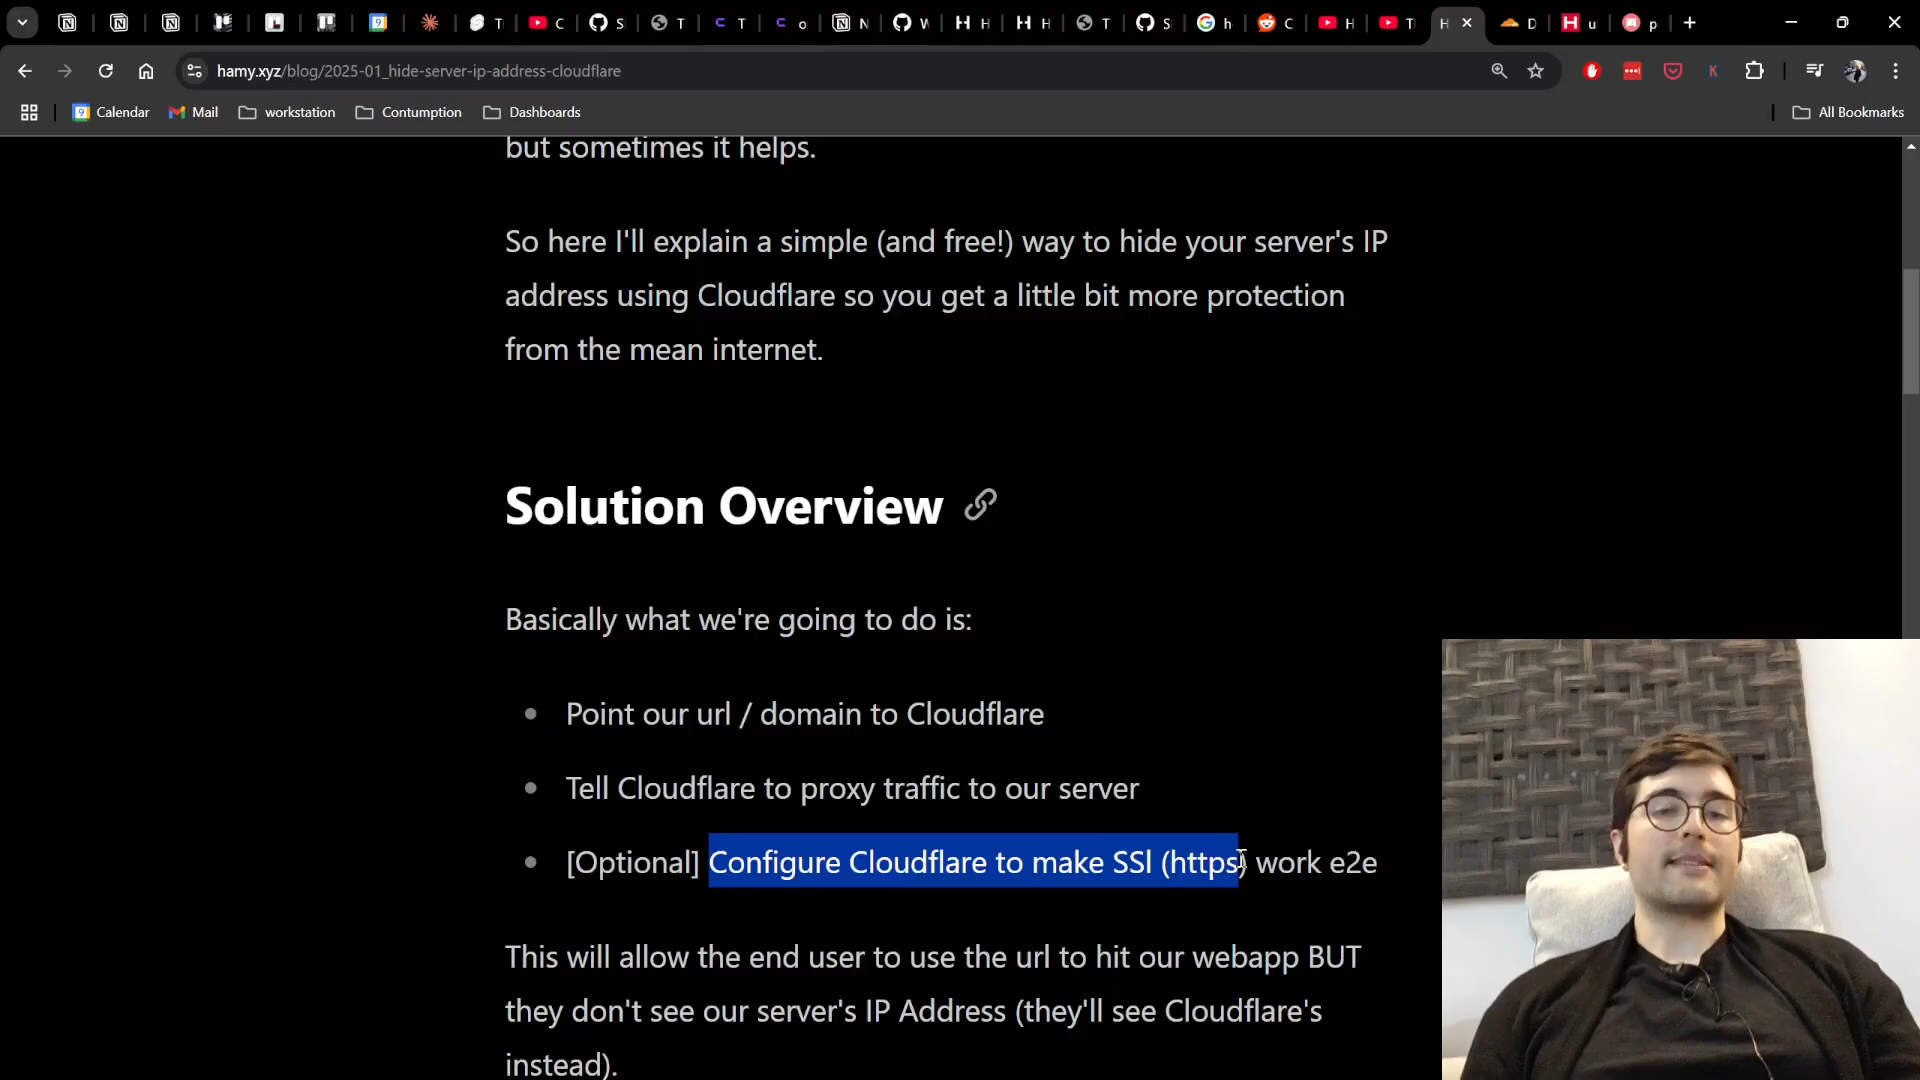 T
C
S
T
T
o
N
W
H
H
T
S
h
C
H
T
H
D
u
p
hamy.xyz/blog/2025-01_hide-server-ip-address-cloudflare
Calendar
Mail
workstation
Contumption
Dashboards
All Bookmarks
but sometimes it helps.
So here I'll explain a simple (and free!) way to hide your server's IP
address using Cloudflare so you get a little bit more protection
from the mean internet.
Solution Overview
Basically what we're going to do is:
Point our url / domain to Cloudflare
Tell Cloudflare to proxy traffic to our server
[Optional] Configure Cloudflare to make SSl (https) work e2e
This will allow the end user to use the url to hit our webapp BUT
they don't see our server's IP Address (they'll see Cloudflare's
instead).